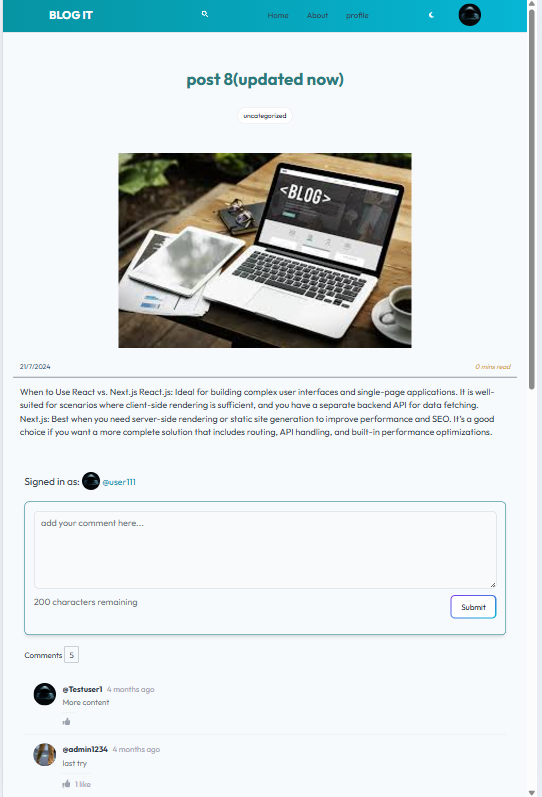 BLOG IT
Home About profile
post 8(updated now)
uncategorized
<BLOG>
21/7/2024 0 mins read
When to Use React vs. Next.js React.js: Ideal for building complex user interfaces and single-page applications. It is well-
suited for scenarios where client-side rendering is sufficient, and you have a separate backend API for data fetching.
Next.js: Best when you need server-side rendering or static site generation to improve performance and SEO. It's a good
choice if you want a more complete solution that includes routing, API handling, and built-in performance optimizations.
Signed in as: @user111
add your comment here...
200 characters remaining
Submit
Comments 5
@Testuser1 4 months ago
More content
@admin1234 4 months ago
last try
1 like